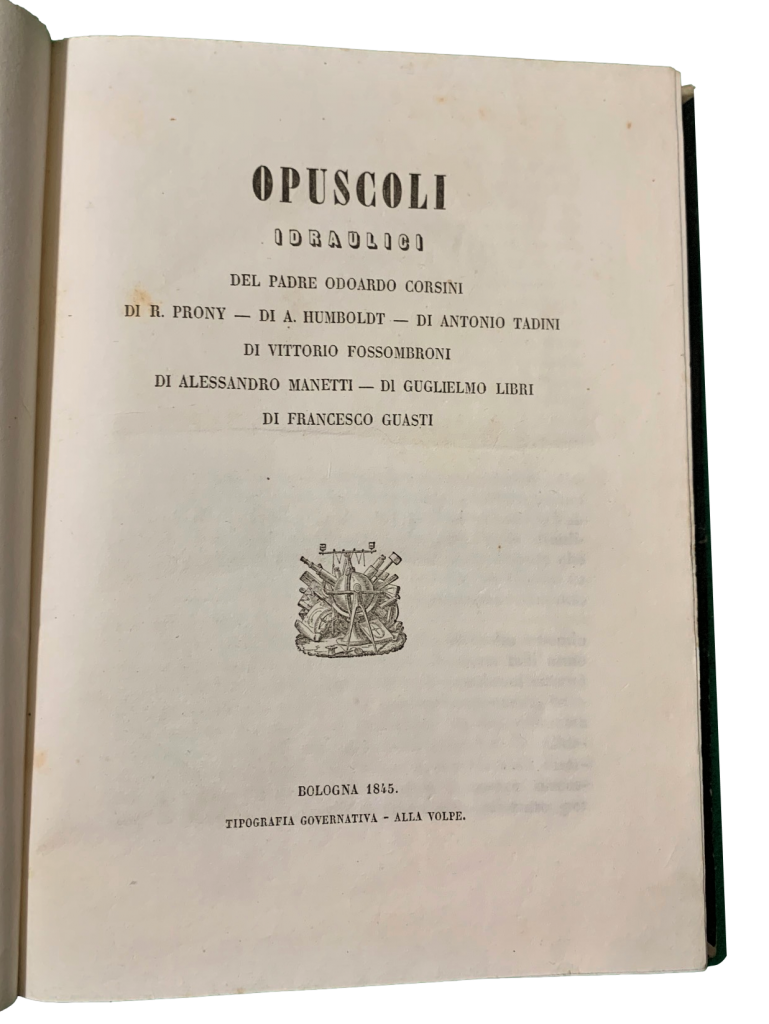 OPUSCOLI
IDRAULICI
DEL PADRE ODOARDO CORSINI
DI R. PRONY — DI A. HUMBOLDT — DI ANTONIO TADINI
DI VITTORIO FOSSOMBRONI
DI ALESSANDRO MANETTI — DI GUGLIELMO LIBRI
DI FRANCESCO GUASTI
BOLOGNA 1845.
TIPOGRAFIA GOVERNATIVA - ALLA VOLPE.